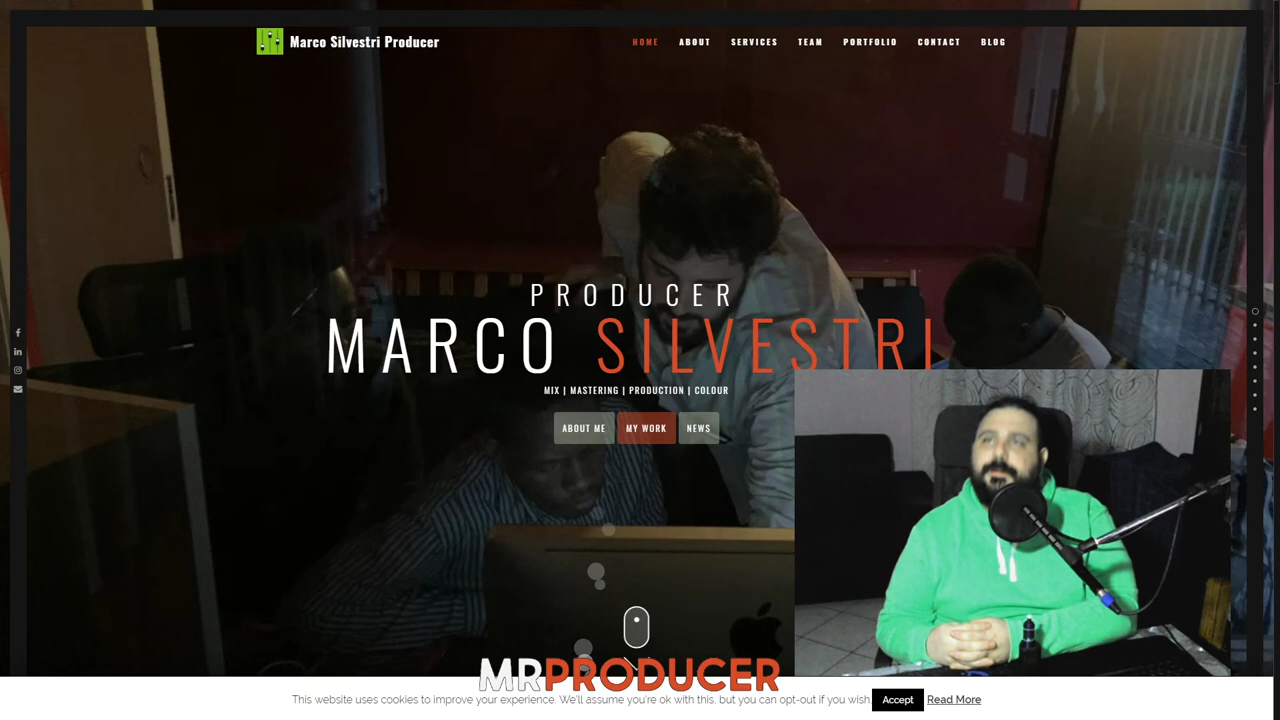 Marco Silvestri Producer
HOME ABOUT SERVICES TEAM PORTFOLIO CONTACT BLOG
PRODUCER
MARCO SILVESTRI
MIX | MASTERING | PRODUCTION | COLOUR
ABOUT ME MY WORK NEWS
MRPRODUCER
This website uses cookies to improve your experience. We'll assume you're ok with this, but you can opt-out if you wish. Accept Read More